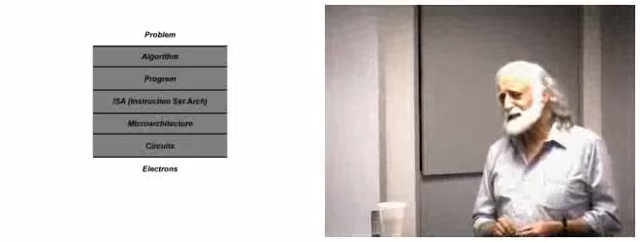 Problem
Algorithm
Program
ISA (Instruction Set Arch)
Microarchitecture
Circuits
Electrons